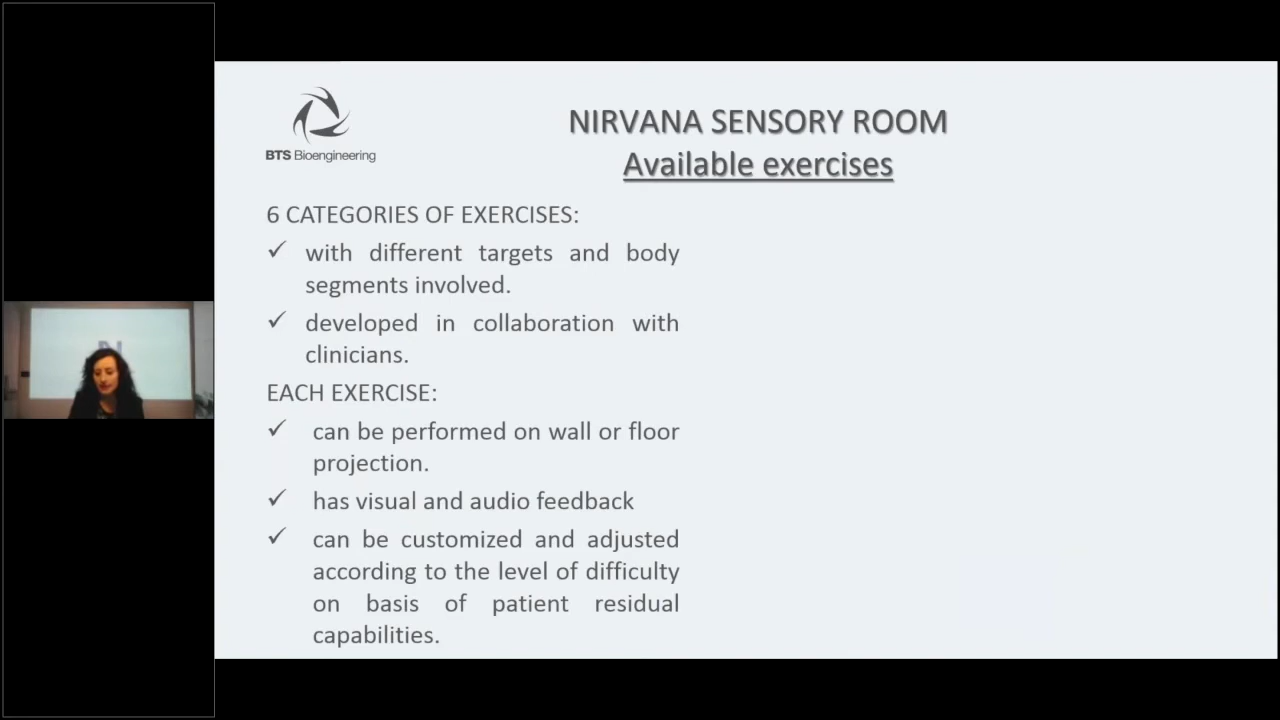 BTS Bioengineering
NIRVANA SENSORY ROOM
Available exercises
6 CATEGORIES OF EXERCISES:
✓ with different targets and body
segments involved.
✓ developed in collaboration with
clinicians.
EACH EXERCISE:
✓ can be performed on wall or floor
projection.
✓ has visual and audio feedback
✓ can be customized and adjusted
according to the level of difficulty
on basis of patient residual
capabilities.